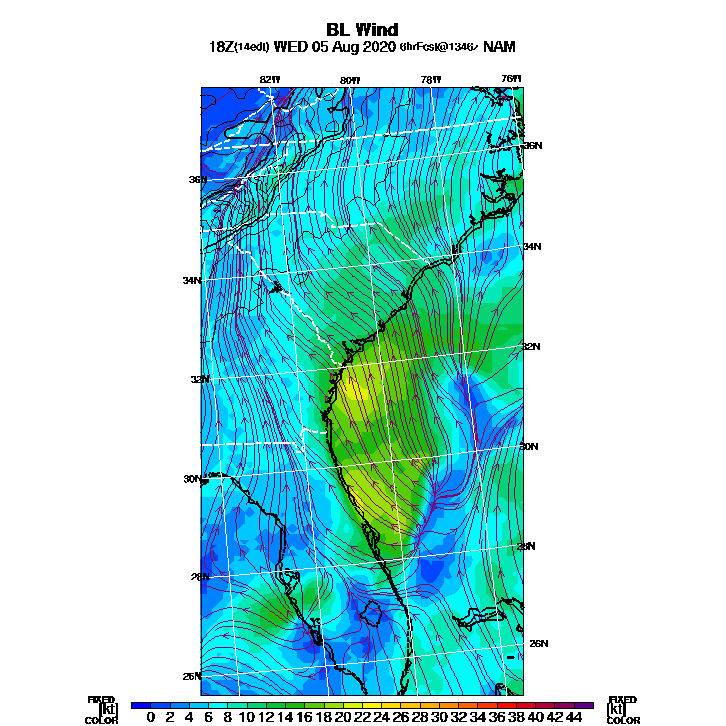 BL Wind
18Z(14edt) WED 05 Aug 2020 6hrFcst@1346z NAM
82W 80W 78W 76W
36N
36N
34N
34N
32N
32N
30N
30N
28N
28N
26N
26N
FIXED FIXED
[kt] 0 2 4 6 8 10 12 14 16 18 20 22 24 26 28 30 32 34 36 38 40 42 44 [kt]
COLOR COLOR